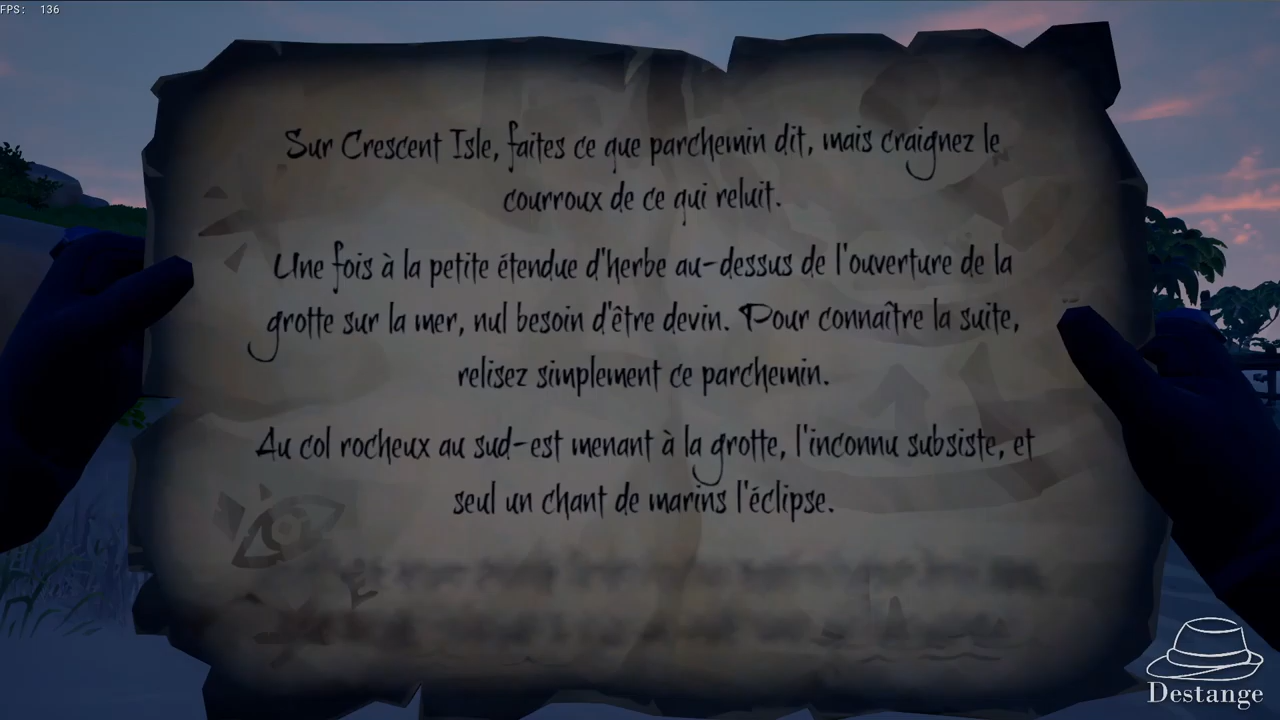 FPS: 136
Sur Crescent Isle, faites ce que parchemin dit, mais craignez le
courroux de ce qui reluit.
Une fois à la petite étendue d'herbe au-dessus de l'ouverture de la
grotte sur la mer, nul besoin d'être devin. Pour connaître la suite,
relisez simplement ce parchemin.
Au col rocheux au sud-est menant à la grotte, l'inconnu subsiste, et
seul un chant de marins l'éclipse.
Destange